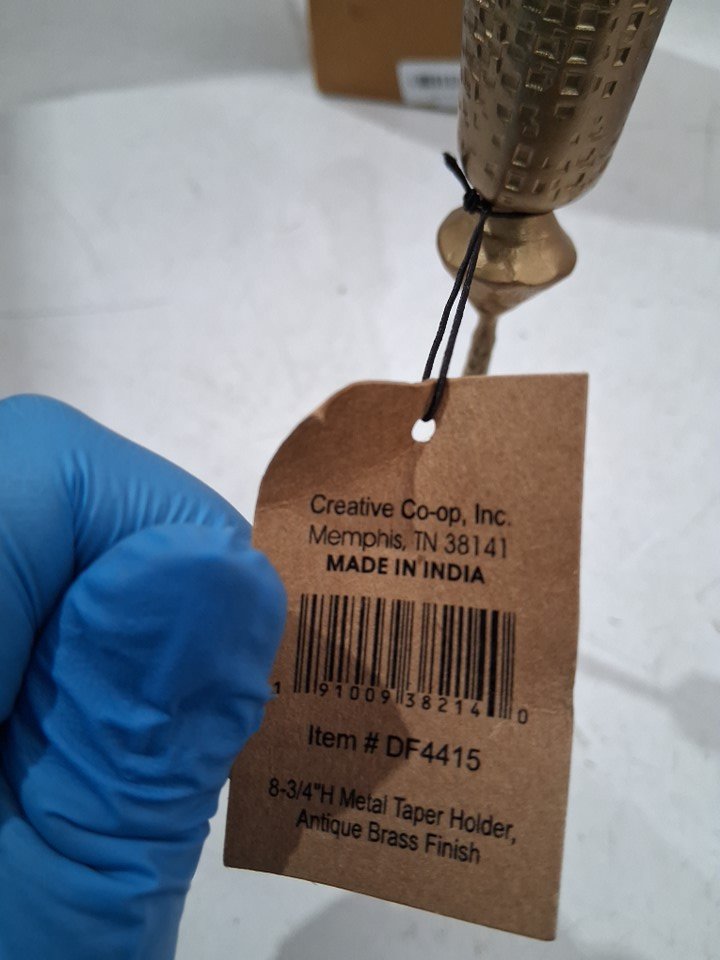 Creative Co-op, Inc.
Memphis, TN 38141
MADE IN INDIA
1 91009 38214 0
Item # DF4415
8-3/4"H Metal Taper Holder,
Antique Brass Finish